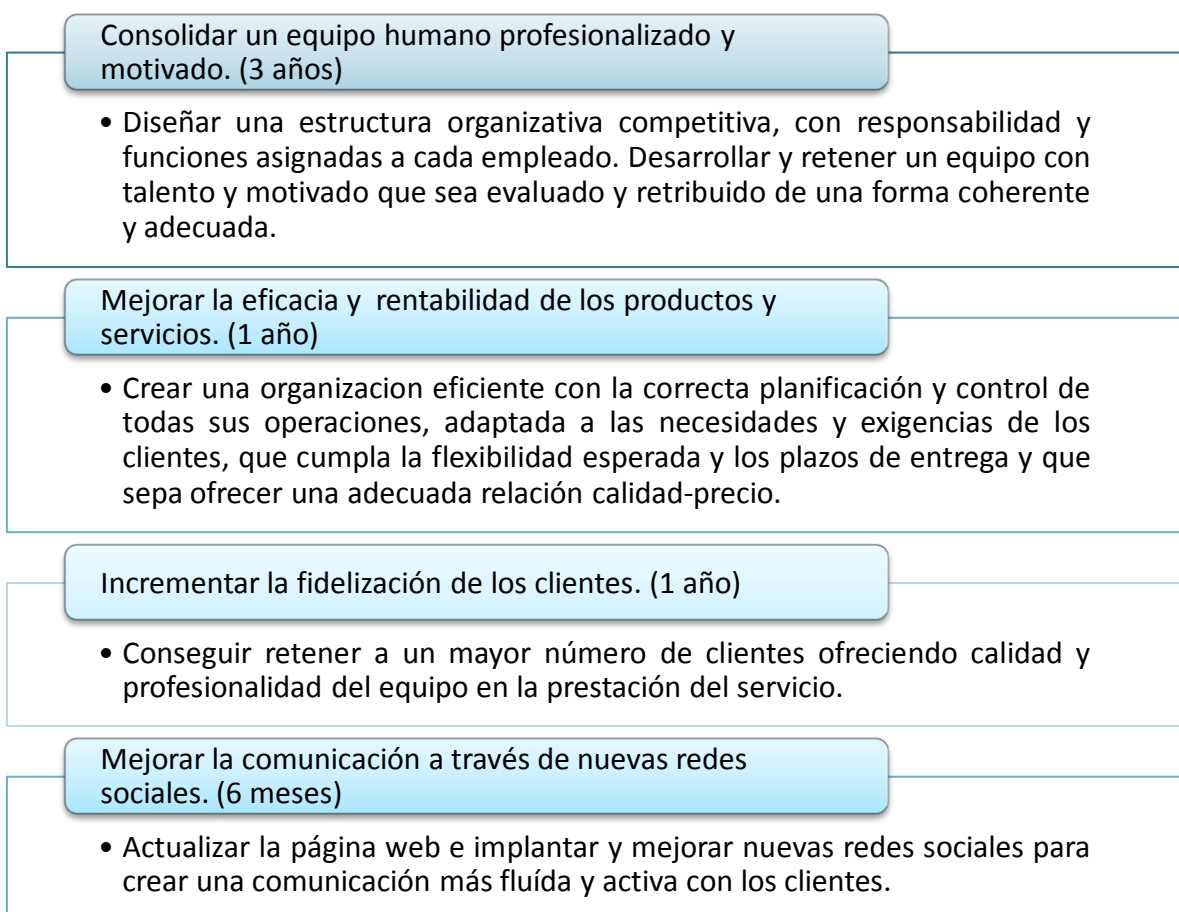 Consolidar un equipo humano profesionalizado y
motivado. (3 años)
• Diseñar una estructura organizativa competitiva, con responsabilidad y
funciones asignadas a cada empleado. Desarrollar y retener un equipo con
talento y motivado que sea evaluado y retribuido de una forma coherente
y adecuada.
Mejorar la eficacia y rentabilidad de los productos y
servicios. (1 año)
• Crear una organizacion eficiente con la correcta planificación y control de
todas sus operaciones, adaptada a las necesidades y exigencias de los
clientes, que cumpla la flexibilidad esperada y los plazos de entrega y que
sepa ofrecer una adecuada relación calidad-precio.
Incrementar la fidelización de los clientes. (1 año)
• Conseguir retener a un mayor número de clientes ofreciendo calidad y
profesionalidad del equipo en la prestación del servicio.
Mejorar la comunicación a través de nuevas redes
sociales. (6 meses)
• Actualizar la página web e implantar y mejorar nuevas redes sociales para
crear una comunicación más fluída y activa con los clientes.